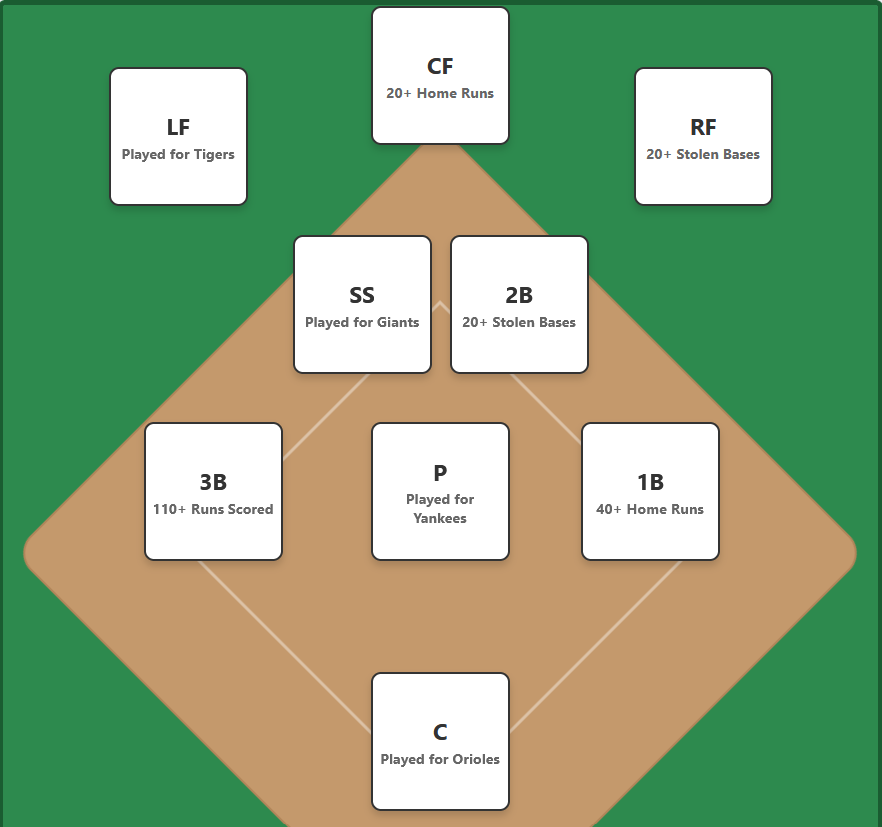 CF
20+ Home Runs
LF
Played for Tigers
RF
20+ Stolen Bases
SS
Played for Giants
2B
20+ Stolen Bases
3B
110+ Runs Scored
P
Played for
Yankees
1B
40+ Home Runs
C
Played for Orioles